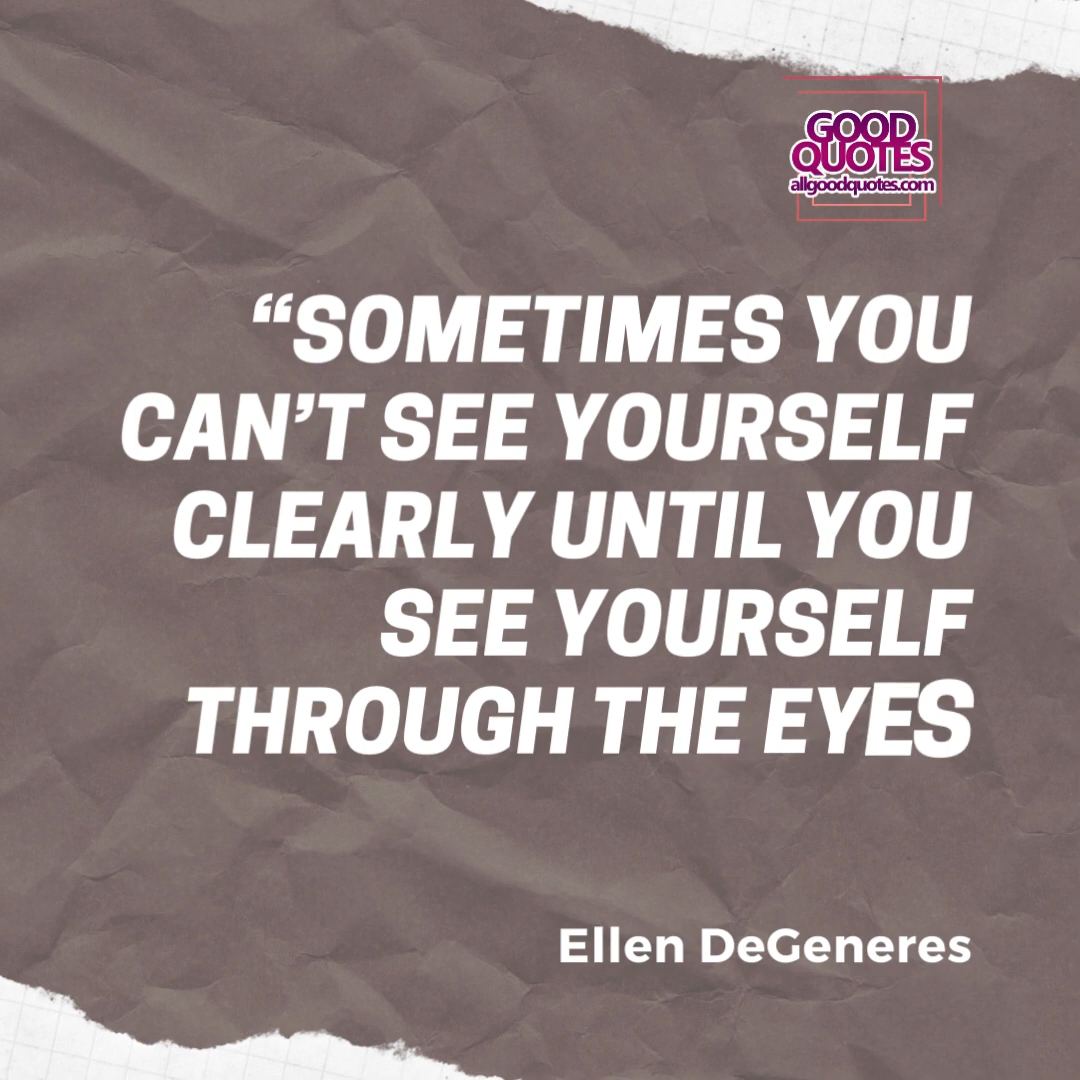 GOOD
QUOTES
allgoodquotes.com
“SOMETIMES YOU
CAN’T SEE YOURSELF
CLEARLY UNTIL YOU
SEE YOURSELF
THROUGH THE EYES
Ellen DeGeneres